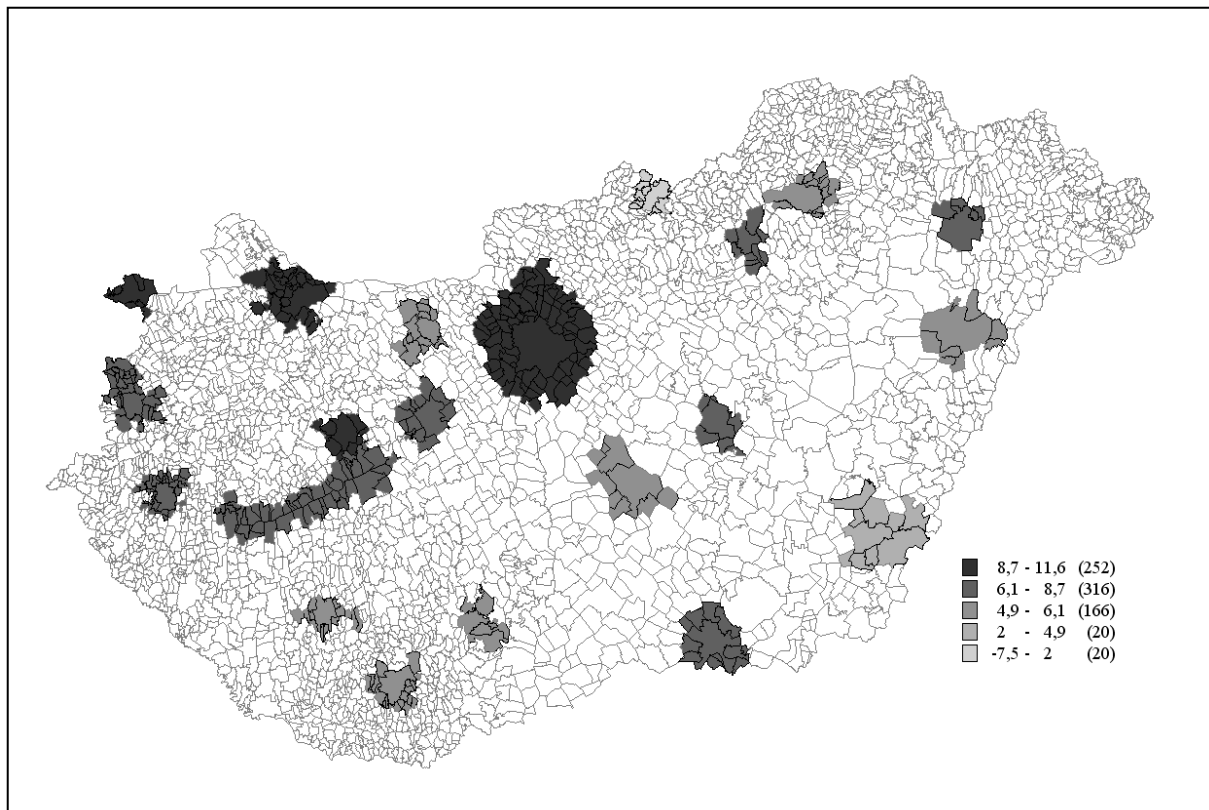 8,7 - 11,6 (252)
6,1 - 8,7 (316)
4,9 - 6,1 (166)
2 - 4,9 (20)
-7,5 - 2 (20)